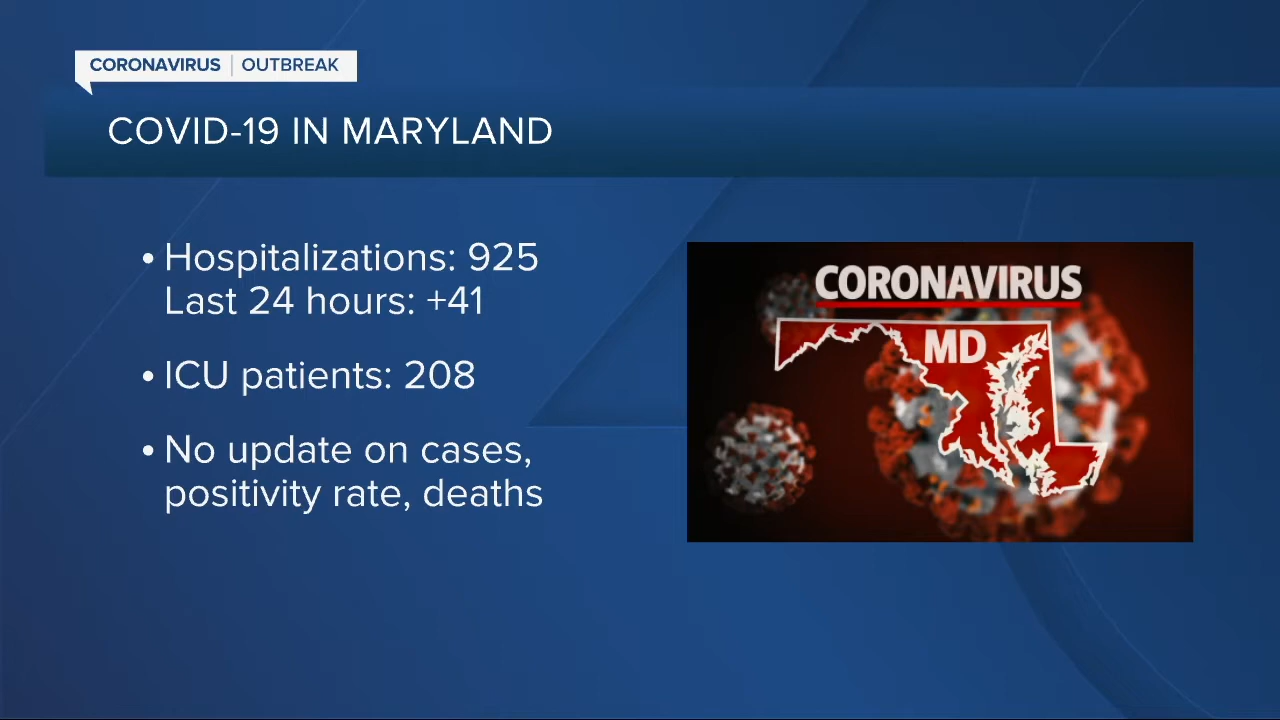 CORONAVIRUS | OUTBREAK
COVID-19 IN MARYLAND
• Hospitalizations: 925
Last 24 hours: +41
• ICU patients: 208
• No update on cases,
positivity rate, deaths
CORONAVIRUS
MD